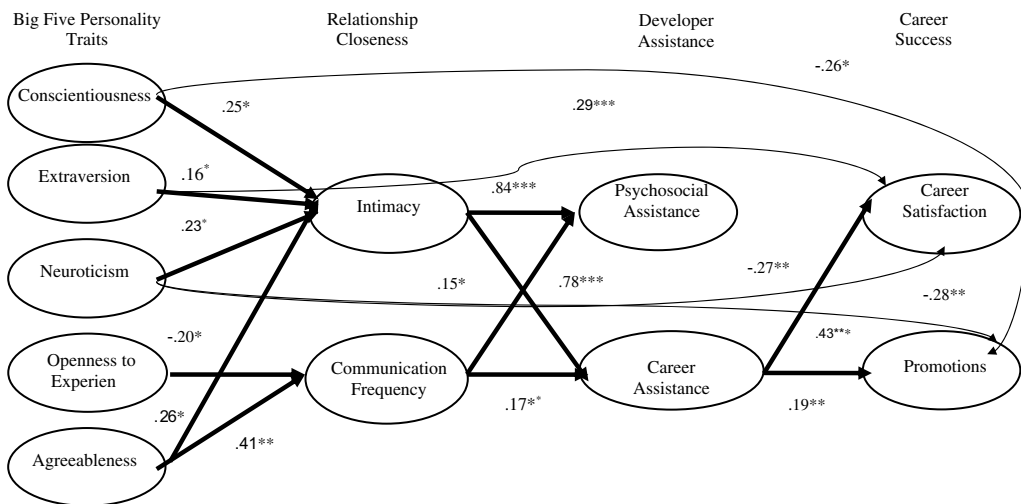 Big Five Personality
Traits
Relationship
Closeness
Developer
Assistance
Career
Success
Conscientiousness
Extraversion
Neuroticism
Openness to
Experien
Agreeableness
.25*
.16*
.23*
-.20*
.26*
.41**
Intimacy
Communication
Frequency
.29***
.84***
.15*
.78***
.17**
Psychosocial
Assistance
Career
Assistance
-.26*
-.27**
-.28**
.43***
.19**
Career
Satisfaction
Promotions